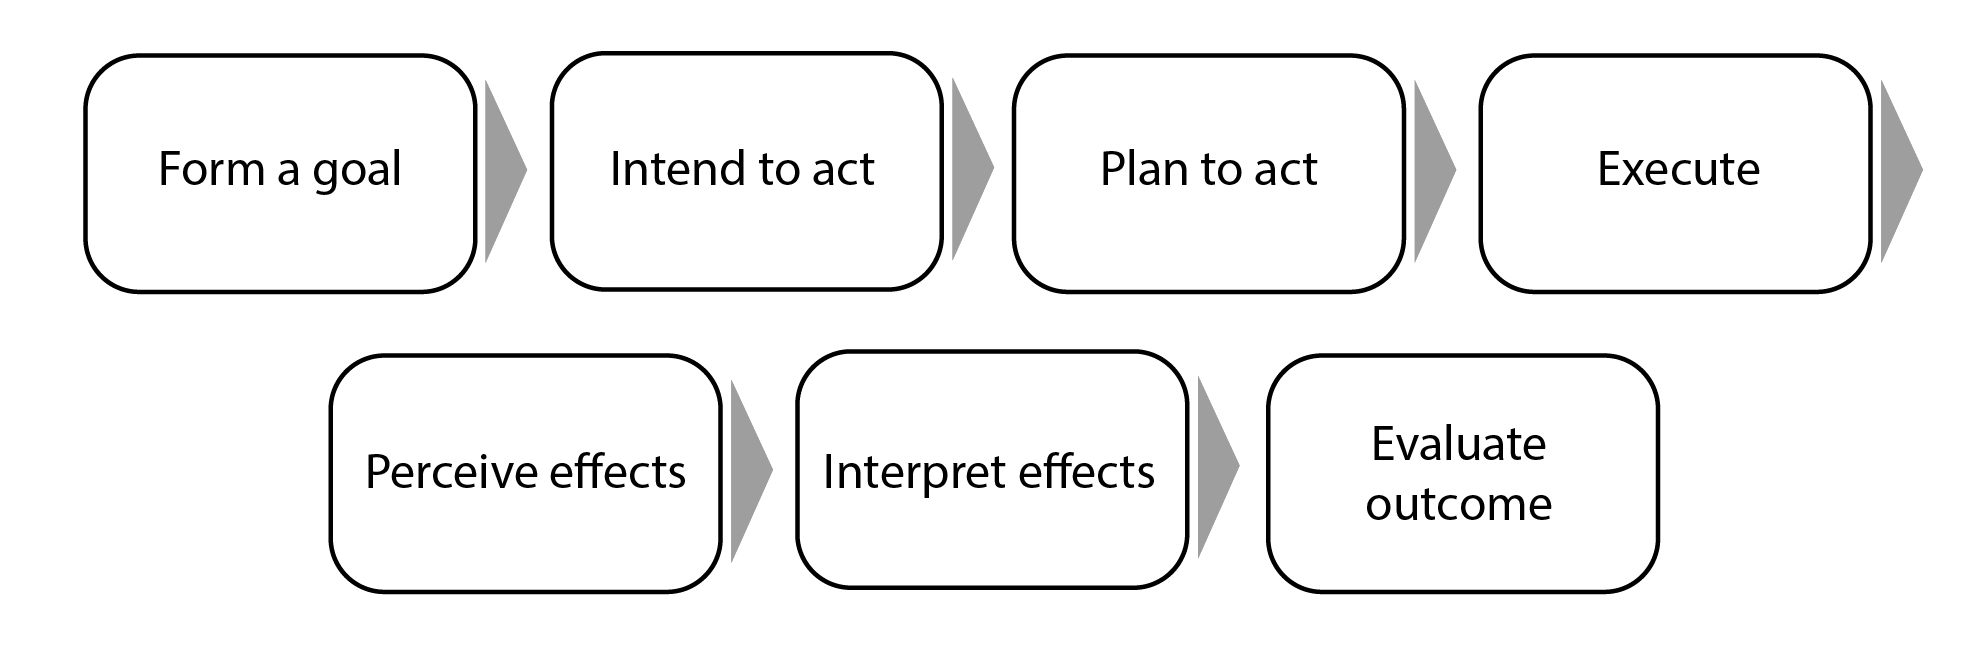 Form a goal
Intend to act
Plan to act
Execute
Perceive effects
Interpret effects
Evaluate
outcome